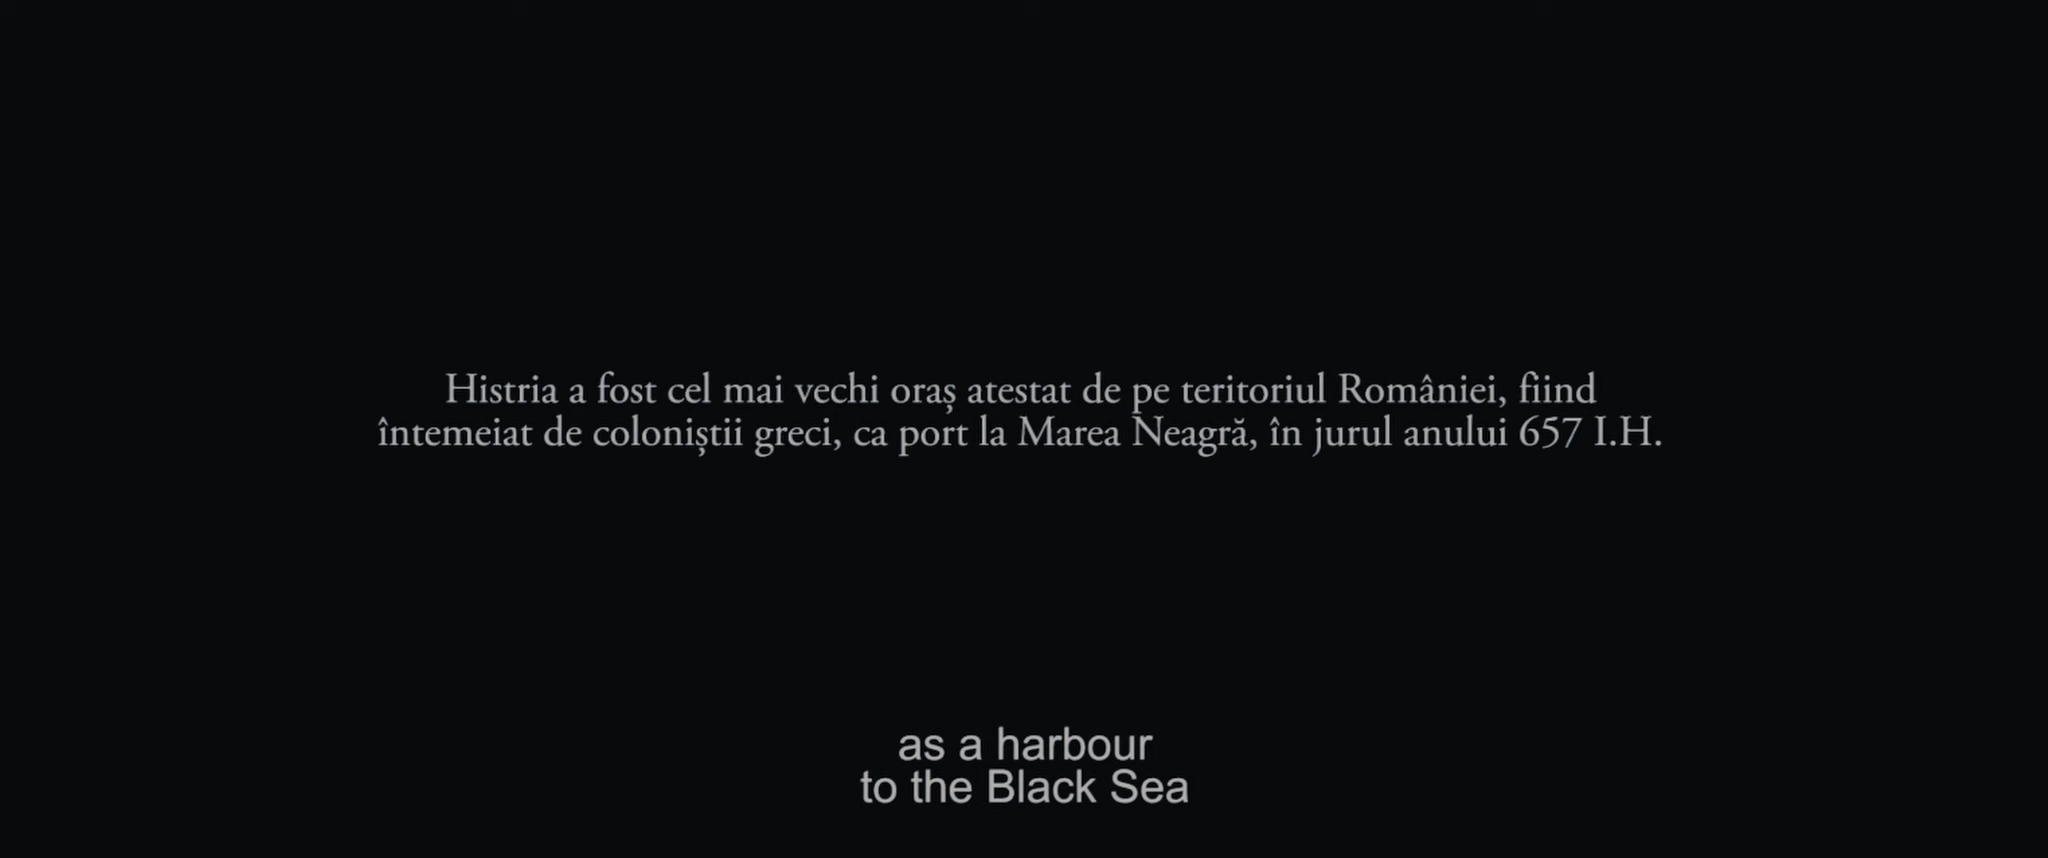 Histria a fost cel mai vechi oraș atestat de pe teritoriul României, fiind
întemeiat de coloniștii greci, ca port la Marea Neagră, în jurul anului 657 I.H.
as a harbour
to the Black Sea